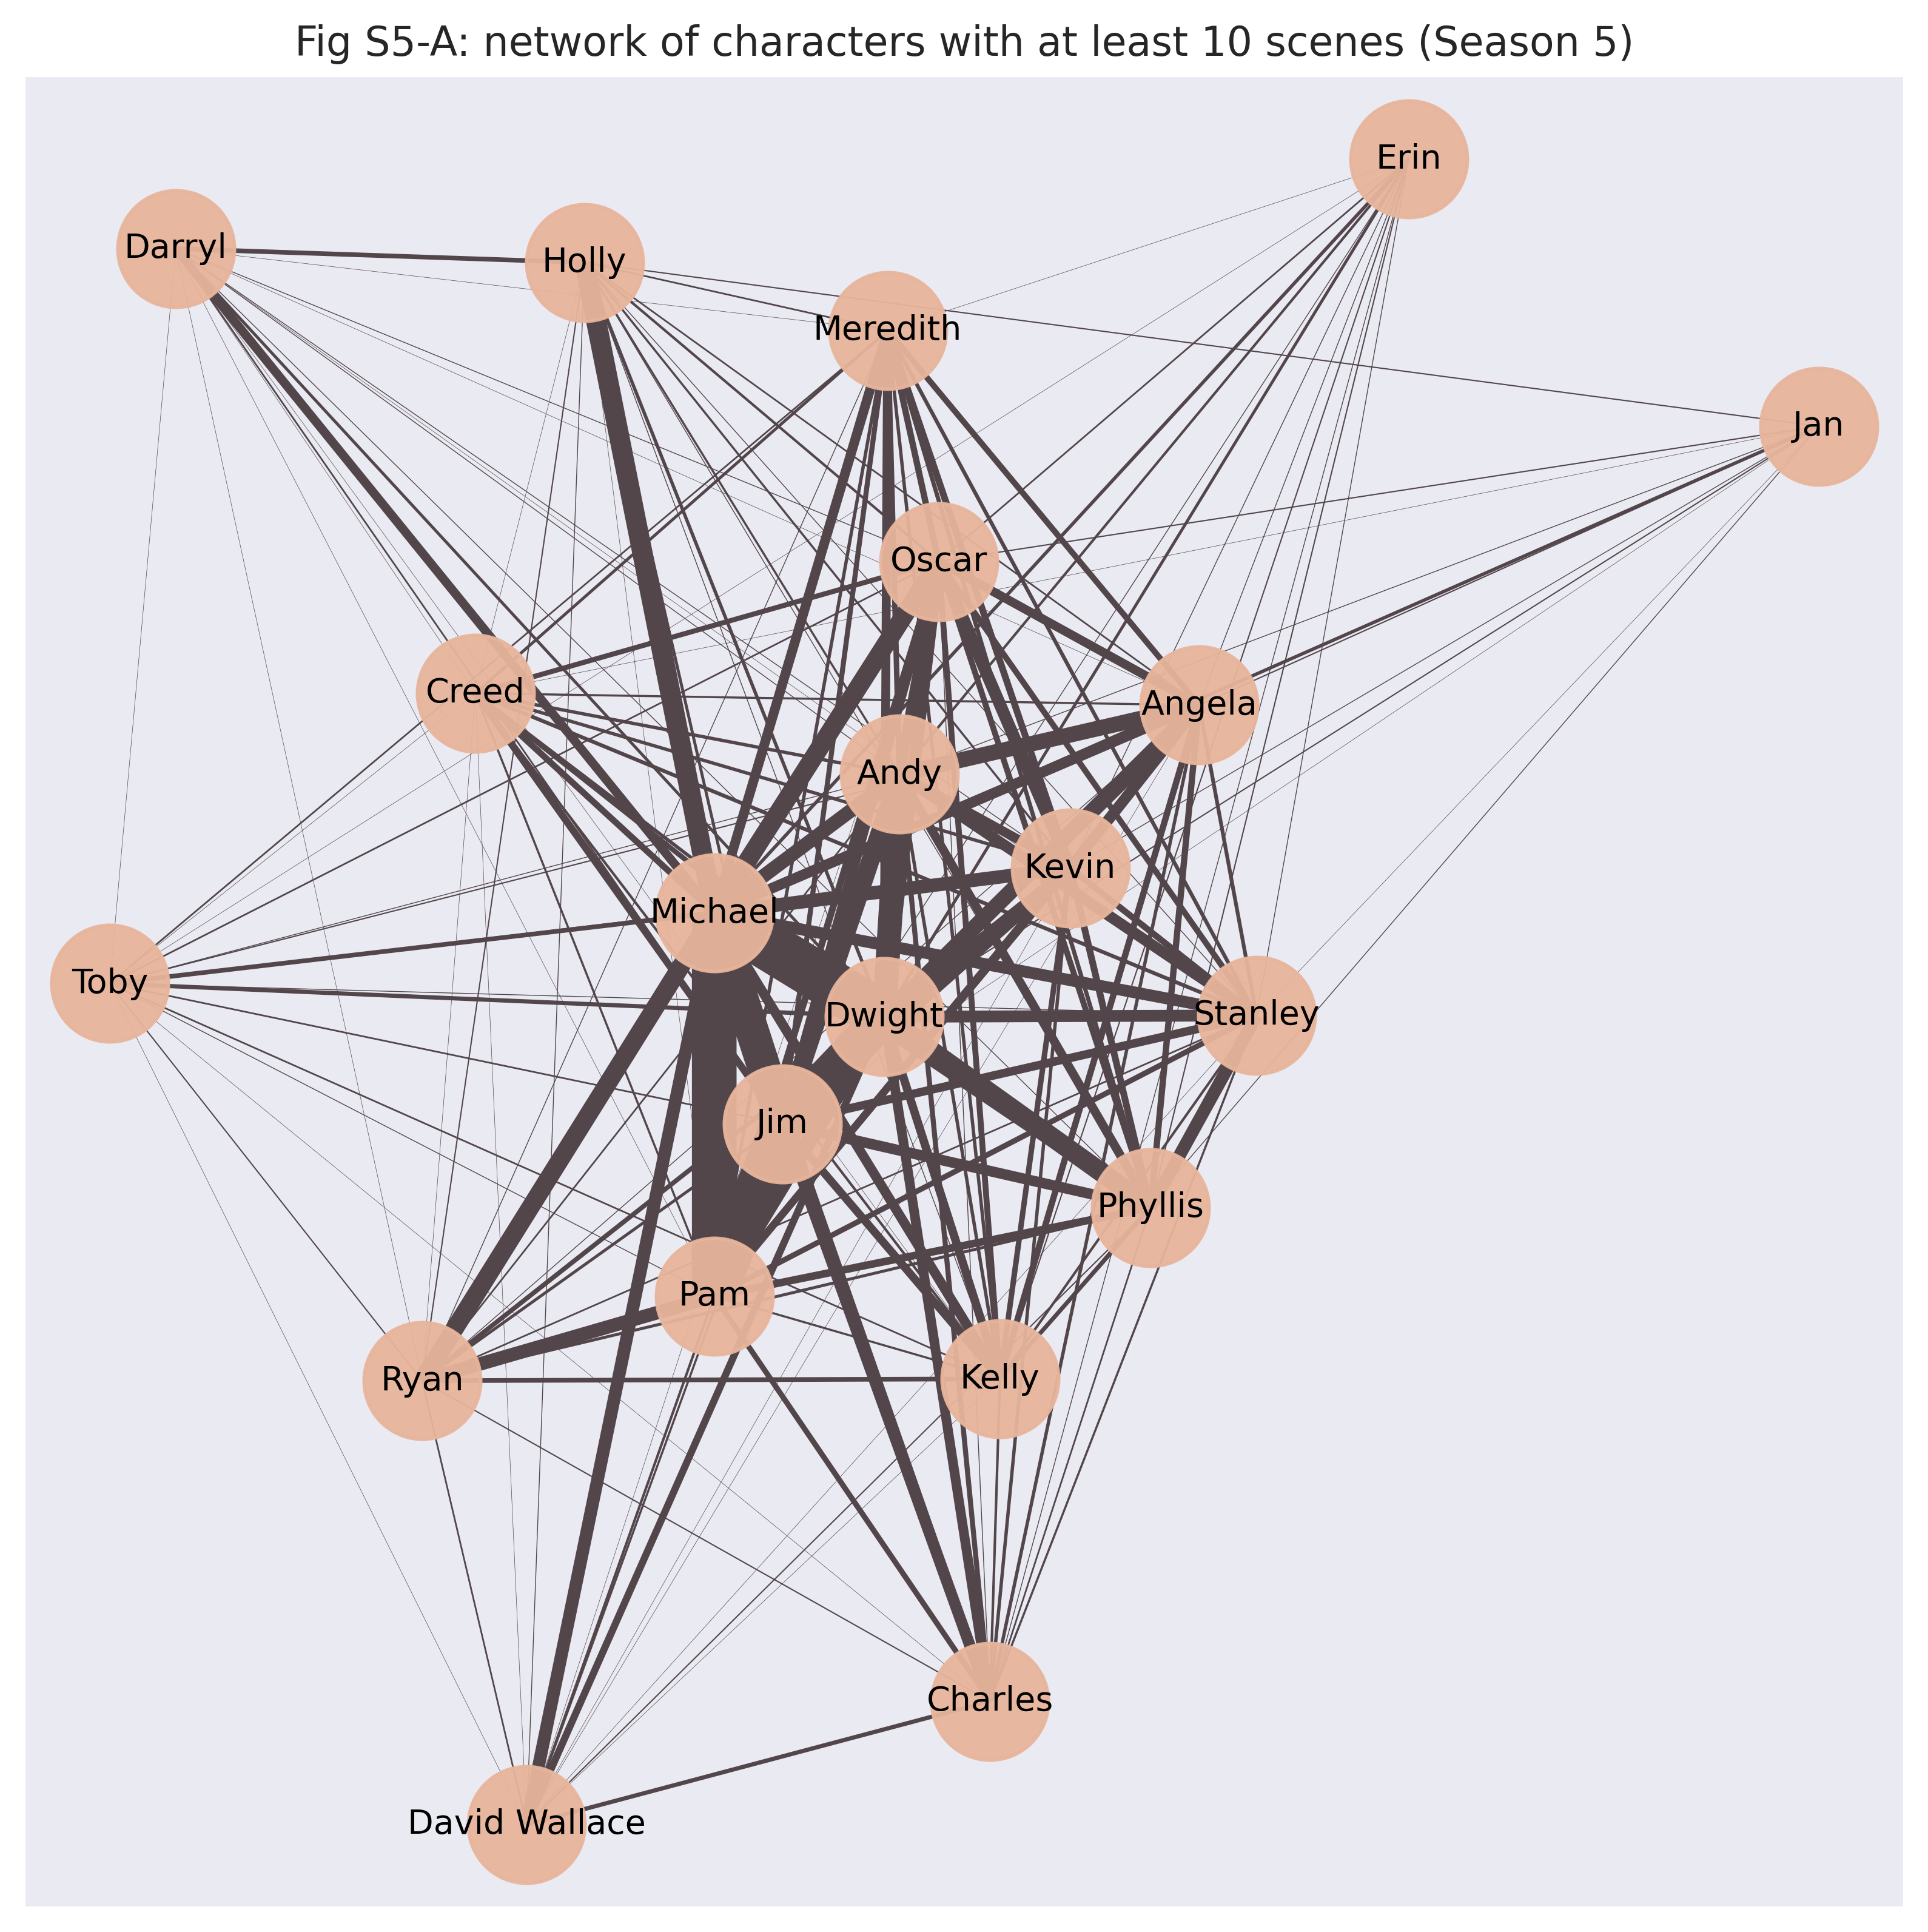 Fig S5-A: network of characters with at least 10 scenes (Season 5)
Erin
Darryl
Holly
Meredith
Jan
Oscar
Creed
Angela
Andy
Kevin
Michael
Toby
Dwight
Stanley
Jim
Phyllis
Pam
Ryan
Kelly
Charles
David Wallace